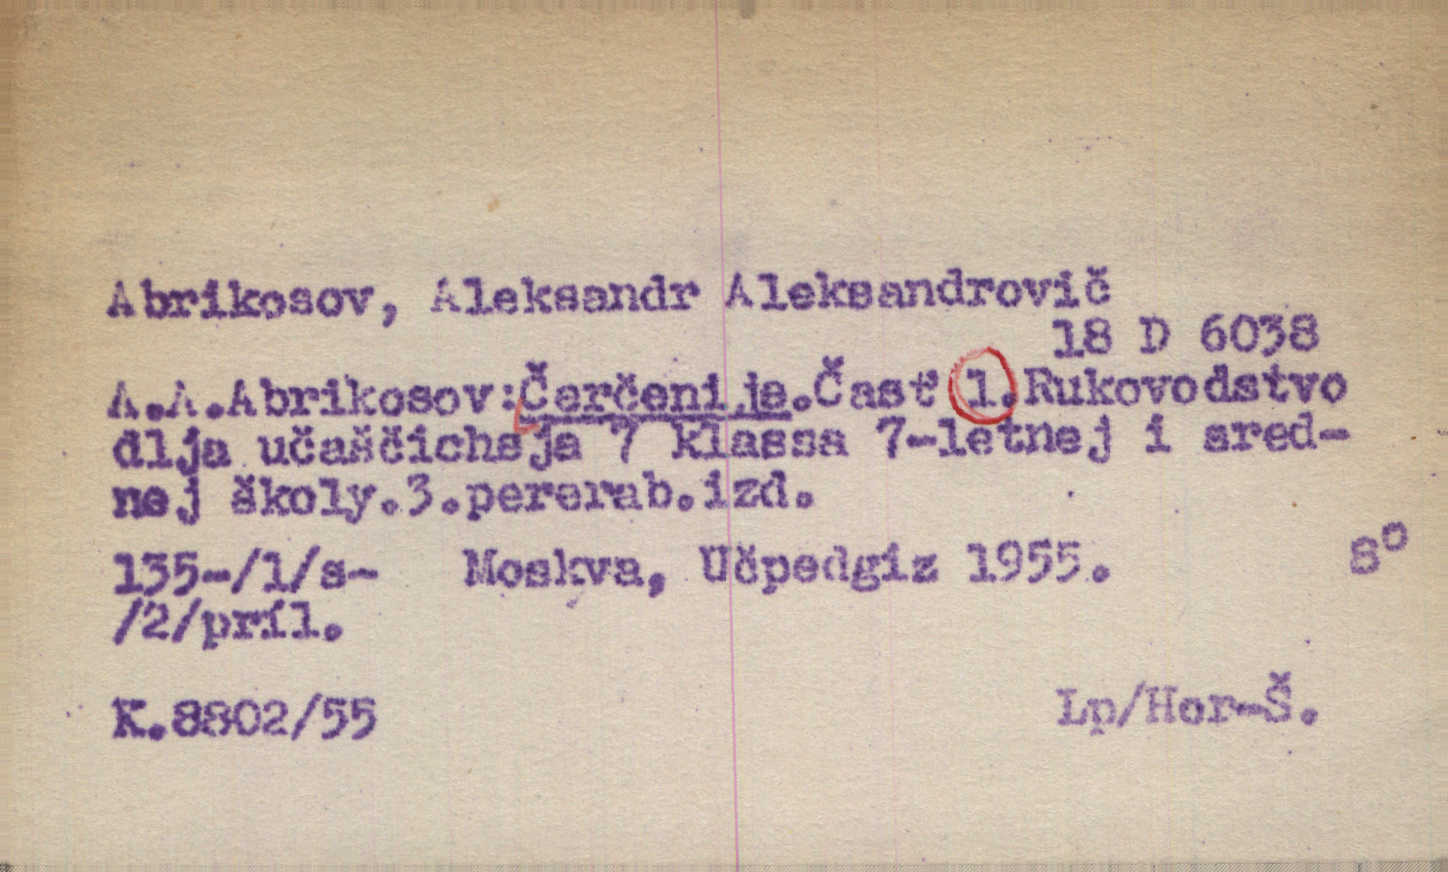 Abrikosov, Aleksandr Aleksandrovič
18 D 6038
A.A.Abrikosov:Čerčenije.Časť 1.Rukovodstvo
dlja učaščichsja 7 klassa 7-letnej i sred-
nej školy.3.pererab.izd.
135-/1/s- Moskva, Učpedgiz 1955. 8°
/2/príl.
K.8802/55 Lp/Hor-Š.